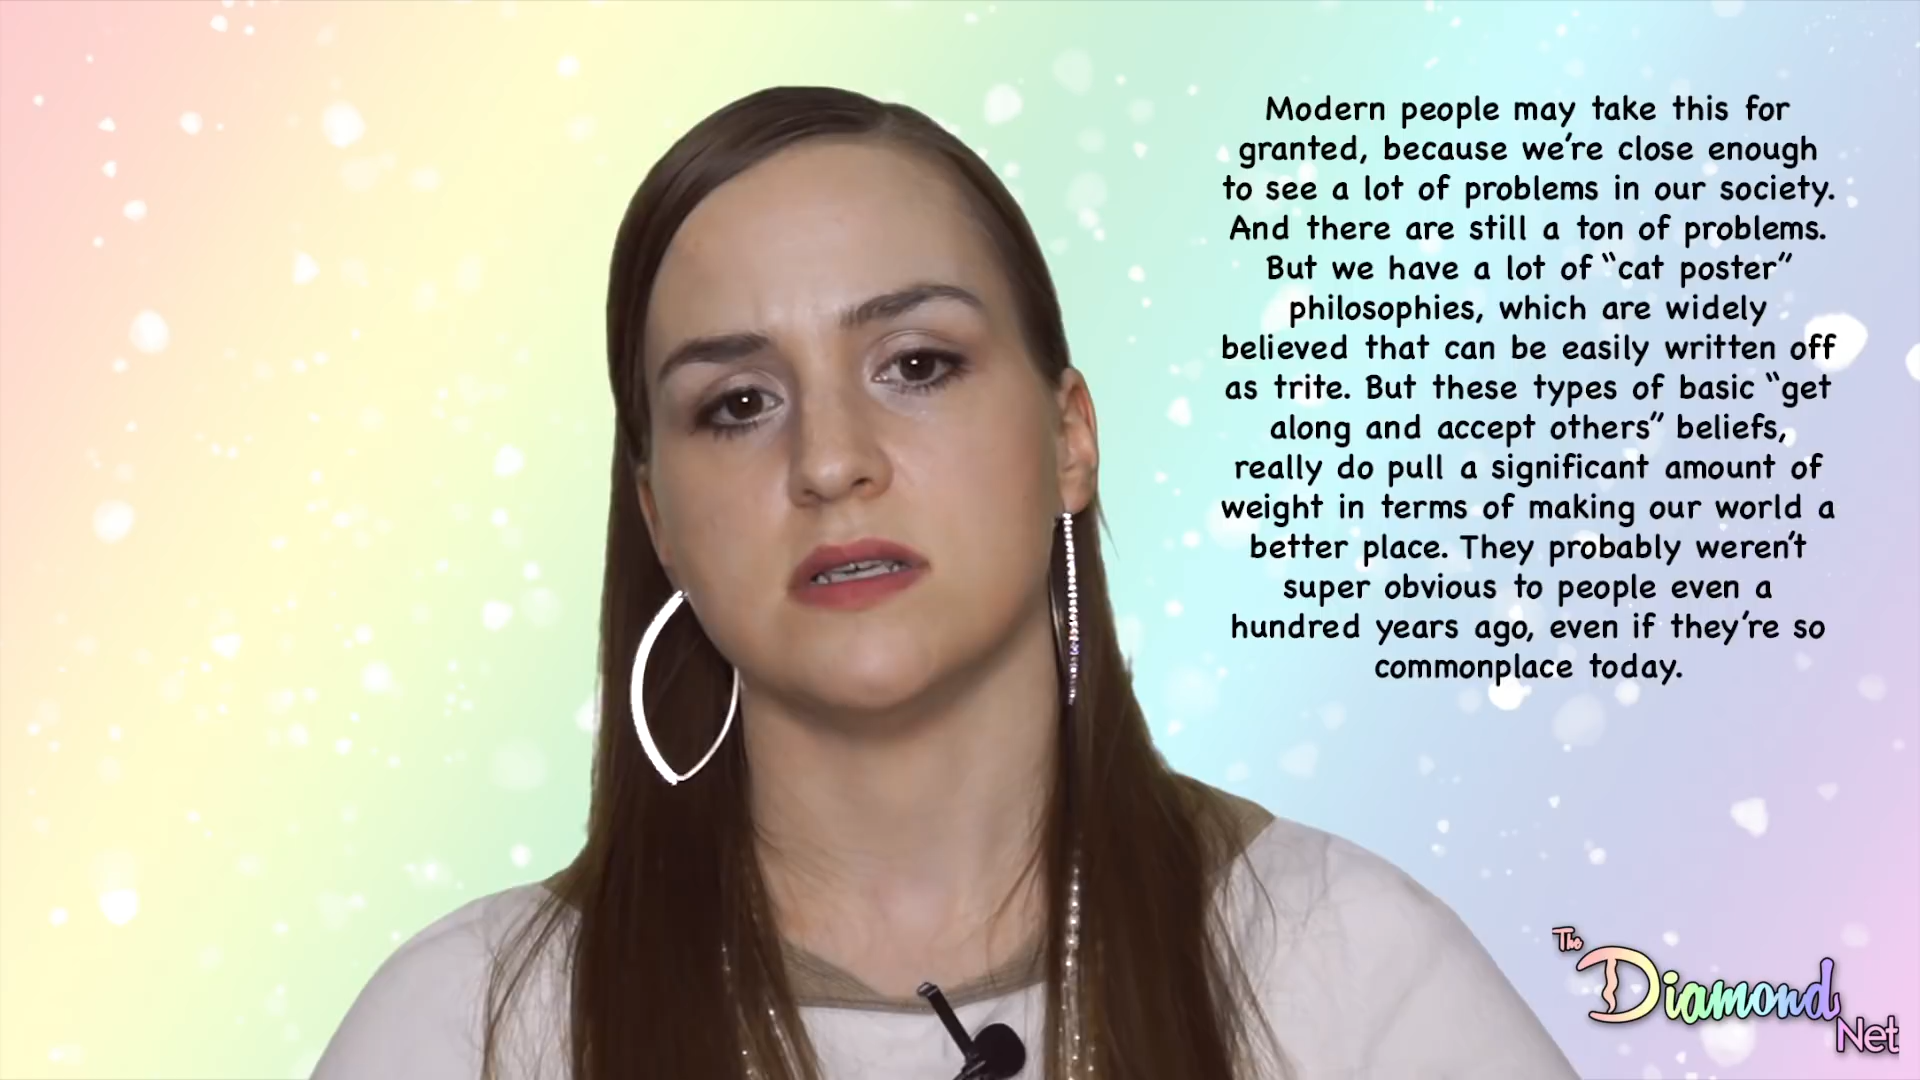 Modern people may take this for
granted, because we're close enough
to see a lot of problems in our society.
And there are still a ton of problems.
But we have a lot of “cat poster”
philosophies, which are widely
believed that can be easily written off
as trite. But these types of basic “get
along and accept others” beliefs,
really do pull a significant amount of
weight in terms of making our world a
better place. They probably weren't
super obvious to people even a
hundred years ago, even if they're so
commonplace today.
The
Diamond
Net